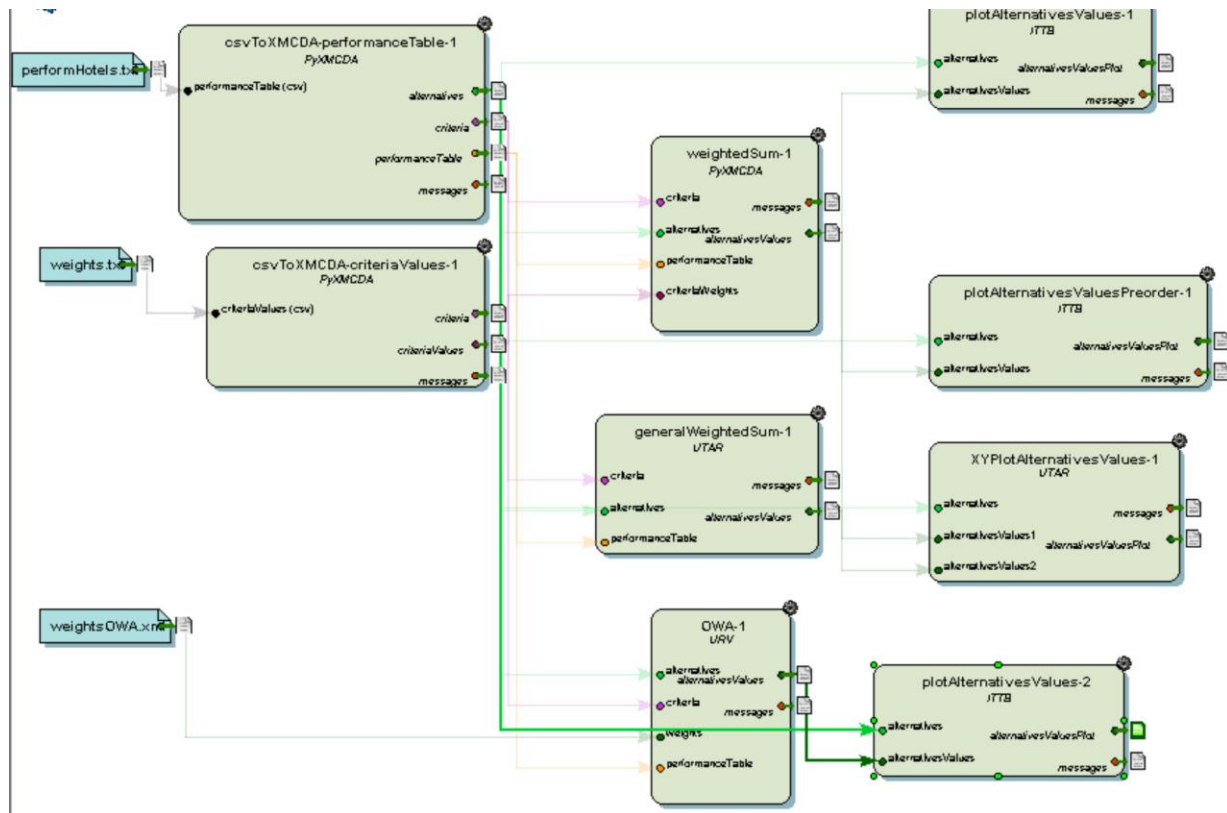 performHotels.txt
csvToXMCDA-performanceTable-1
PyXMCDA
performanceTable (csv)
alternatives
criteria
performanceTable
messages
weights.txt
csvToXMCDA-criteriaValues-1
PyXMCDA
criteriaValues (csv)
criteria
criteriaValues
messages
weightsOWA.xml
weightedSum-1
PyXMCDA
criteria
alternatives
performanceTable
criteriaWeights
messages
alternativesValues
generalWeightedSum-1
UTAR
criteria
alternatives
performanceTable
messages
alternativesValues
OWA-1
URV
alternatives
criteria
weights
performanceTable
alternativesValues
messages
plotAlternativesValues-1
ITTB
alternatives
alternativesValues
alternativesValuesPlot
messages
plotAlternativesValuesPreorder-1
ITTB
alternatives
alternativesValues
alternativesValuesPlot
messages
XYPlotAlternativesValues-1
UTAR
alternatives
alternativesValues1
alternativesValues2
messages
alternativesValuesPlot
plotAlternativesValues-2
ITTB
alternatives
alternativesValues
alternativesValuesPlot
messages